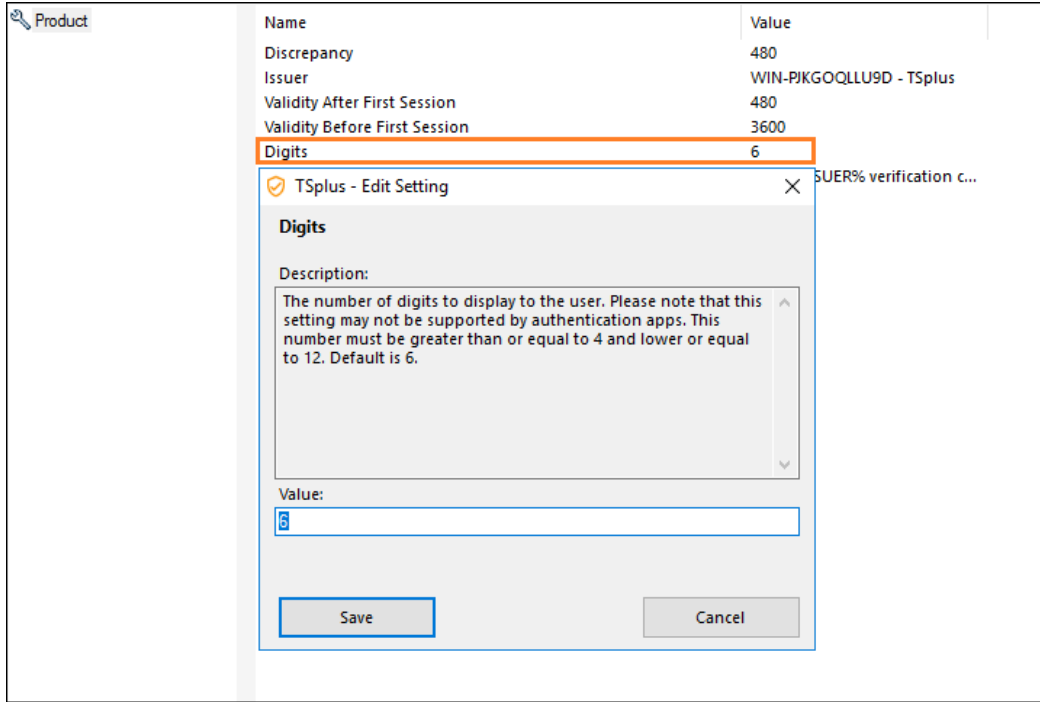 Product
Name Value
Discrepancy 480
Issuer WIN-PJKGOQLLU9D - TSplus
Validity After First Session 480
Validity Before First Session 3600
Digits 6
SUER% verification c...
TSplus - Edit Setting
Digits
Description:
The number of digits to display to the user. Please note that this
setting may not be supported by authentication apps. This
number must be greater than or equal to 4 and lower or equal
to 12. Default is 6.
Value:
6
Save Cancel